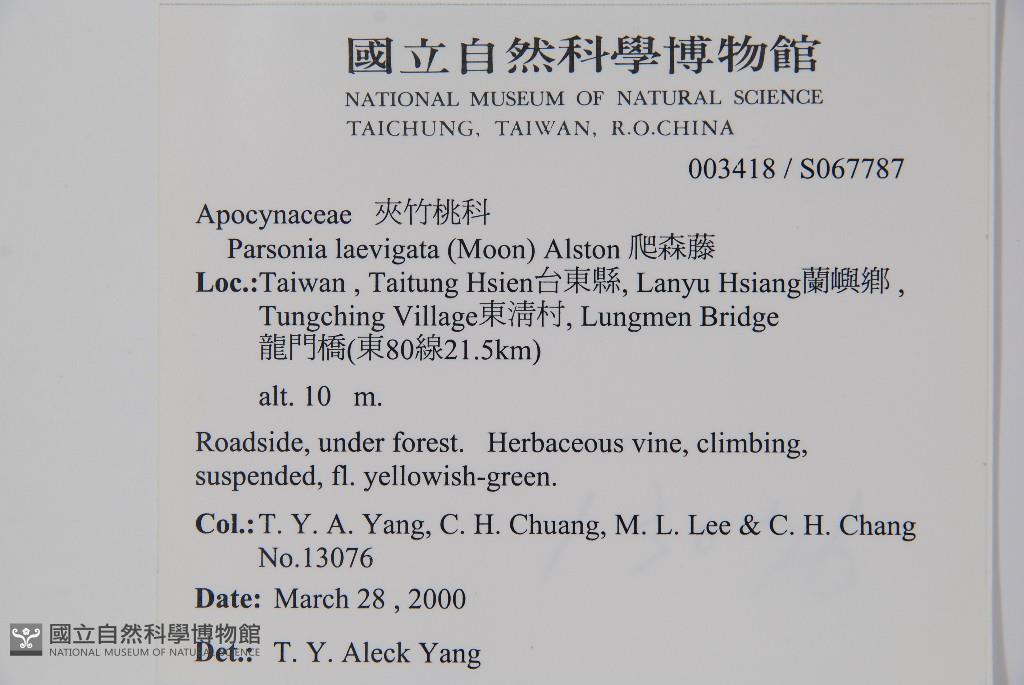 國立自然科學博物館
NATIONAL MUSEUM OF NATURAL SCIENCE
TAICHUNG, TAIWAN, R.O.CHINA
003418 / S067787
Apocynaceae 夾竹桃科
Parsonia laevigata (Moon) Alston 爬森藤
Loc.:Taiwan , Taitung Hsien台東縣, Lanyu Hsiang蘭嶼鄉 ,
Tungching Village東清村, Lungmen Bridge
龍門橋(東80線21.5km)
alt. 10 m.
Roadside, under forest. Herbaceous vine, climbing,
suspended, fl. yellowish-green.
Col.:T. Y. A. Yang, C. H. Chuang, M. L. Lee & C. H. Chang
No.13076
Date: March 28 , 2000
Det.: T. Y. Aleck Yang
國立自然科學博物館
NATIONAL MUSEUM OF NATURAL SCIENCE